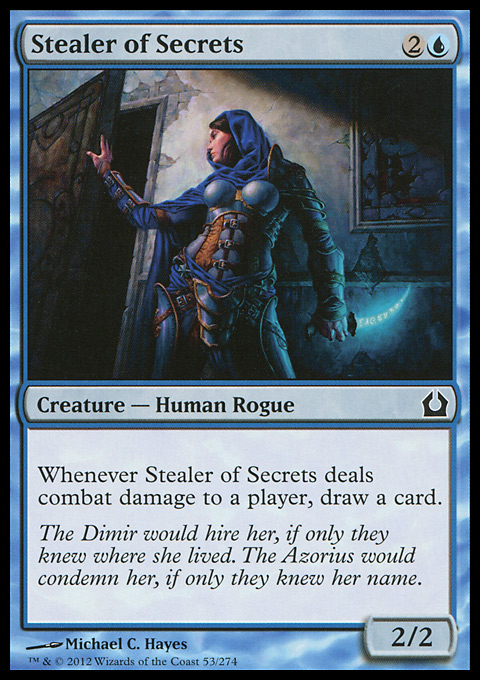 Stealer of Secrets 2
Creature — Human Rogue
Whenever Stealer of Secrets deals
combat damage to a player, draw a card.
The Dimir would hire her, if only they
knew where she lived. The Azorius would
condemn her, if only they knew her name.
2/2
Michael C. Hayes
™ & © 2012 Wizards of the Coast 53/274